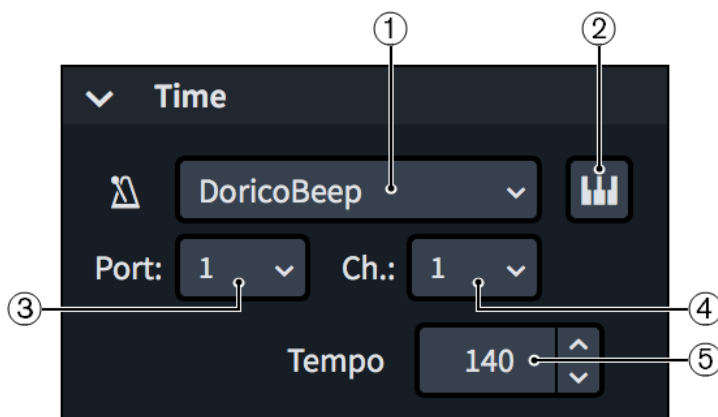 ① ②
Time
DoricoBeep
Port: 1 Ch.: 1
③ ④
Tempo 140 ⑤